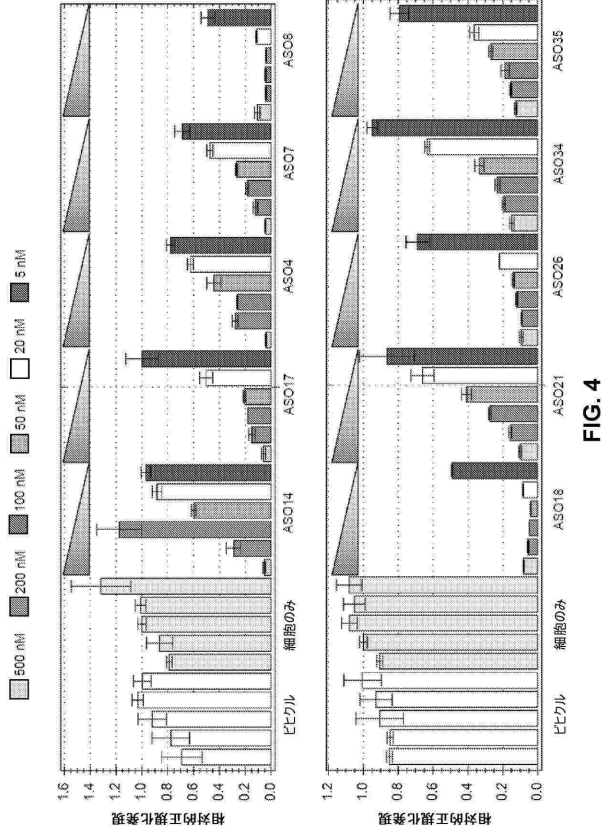 500 nM
200 nM
100 nM
50 nM
20 nM
5 nM
相対的正規化発現
1.6
1.4
1.2
1.0
0.8
0.6
0.4
0.2
0.0
ビヒクル
細胞のみ
ASO14
ASO17
ASO4
ASO7
ASO8
相対的正規化発現
1.2
1.0
0.8
0.6
0.4
0.2
0.0
ビヒクル
細胞のみ
ASO18
ASO21
ASO26
ASO34
ASO35
FIG. 4